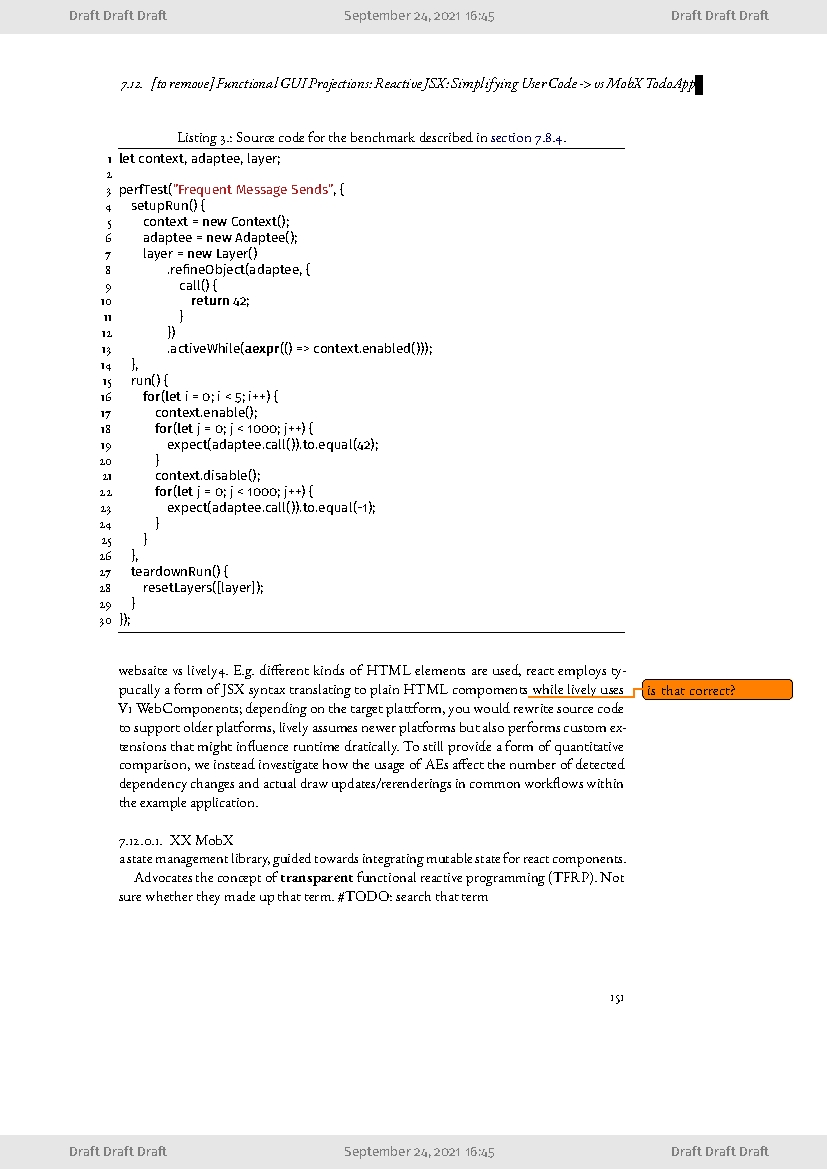 Draft Draft Draft September 24, 2021 16:45 Draft Draft Draft
7.12. [to remove] Functional GUI Projections: Reactive JSX: Simplifying User Code -> vs MobX TodoApp
Listing 3.: Source code for the benchmark described in section 7.8.4.
1 let context, adaptee, layer;
2
3 perfTest("Frequent Message Sends", {
4 setupRun() {
5 context = new Context();
6 adaptee = new Adaptee();
7 layer = new Layer()
8 .refineObject(adaptee, {
9 call() {
10 return 42;
11 }
12 })
13 .activeWhile(aexpr(() => context.enabled()));
14 },
15 run() {
16 for(let i = 0; i < 5; i++) {
17 context.enable();
18 for(let j = 0; j < 1000; j++) {
19 expect(adaptee.call()).to.equal(42);
20 }
21 context.disable();
22 for(let j = 0; j < 1000; j++) {
23 expect(adaptee.call()).to.equal(-1);
24 }
25 }
26 },
27 teardownRun() {
28 resetLayers([layer]);
29 }
30 });
websaite vs lively4. E.g. different kinds of HTML elements are used, react employs ty-
pucally a form of JSX syntax translating to plain HTML compoments while lively uses is that correct?
V1 WebComponents; depending on the target plattform, you would rewrite source code
to support older platforms, lively assumes newer platforms but also performs custom ex-
tensions that might influence runtime dratically. To still provide a form of quantitative
comparison, we instead investigate how the usage of AEs affect the number of detected
dependency changes and actual draw updates/rerenderings in common workflows within
the example application.
7.12.0.1. XX MobX
a state management library, guided towards integrating mutable state for react components.
Advocates the concept of transparent functional reactive programming (TFRP). Not
sure whether they made up that term. #TODO: search that term
151
Draft Draft Draft September 24, 2021 16:45 Draft Draft Draft